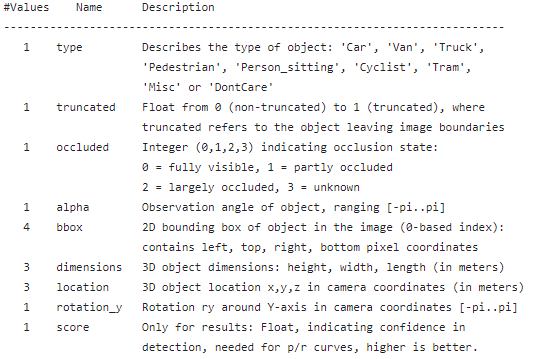 #Values    Name      Description
----------------------------------------------------------------------------
   1    type         Describes the type of object: 'Car', 'Van', 'Truck',
                     'Pedestrian', 'Person_sitting', 'Cyclist', 'Tram',
                     'Misc' or 'DontCare'
   1    truncated    Float from 0 (non-truncated) to 1 (truncated), where
                     truncated refers to the object leaving image boundaries
   1    occluded     Integer (0,1,2,3) indicating occlusion state:
                     0 = fully visible, 1 = partly occluded
                     2 = largely occluded, 3 = unknown
   1    alpha        Observation angle of object, ranging [-pi..pi]
   4    bbox         2D bounding box of object in the image (0-based index):
                     contains left, top, right, bottom pixel coordinates
   3    dimensions   3D object dimensions: height, width, length (in meters)
   3    location     3D object location x,y,z in camera coordinates (in meters)
   1    rotation_y   Rotation ry around Y-axis in camera coordinates [-pi..pi]
   1    score        Only for results: Float, indicating confidence in
                     detection, needed for p/r curves, higher is better.